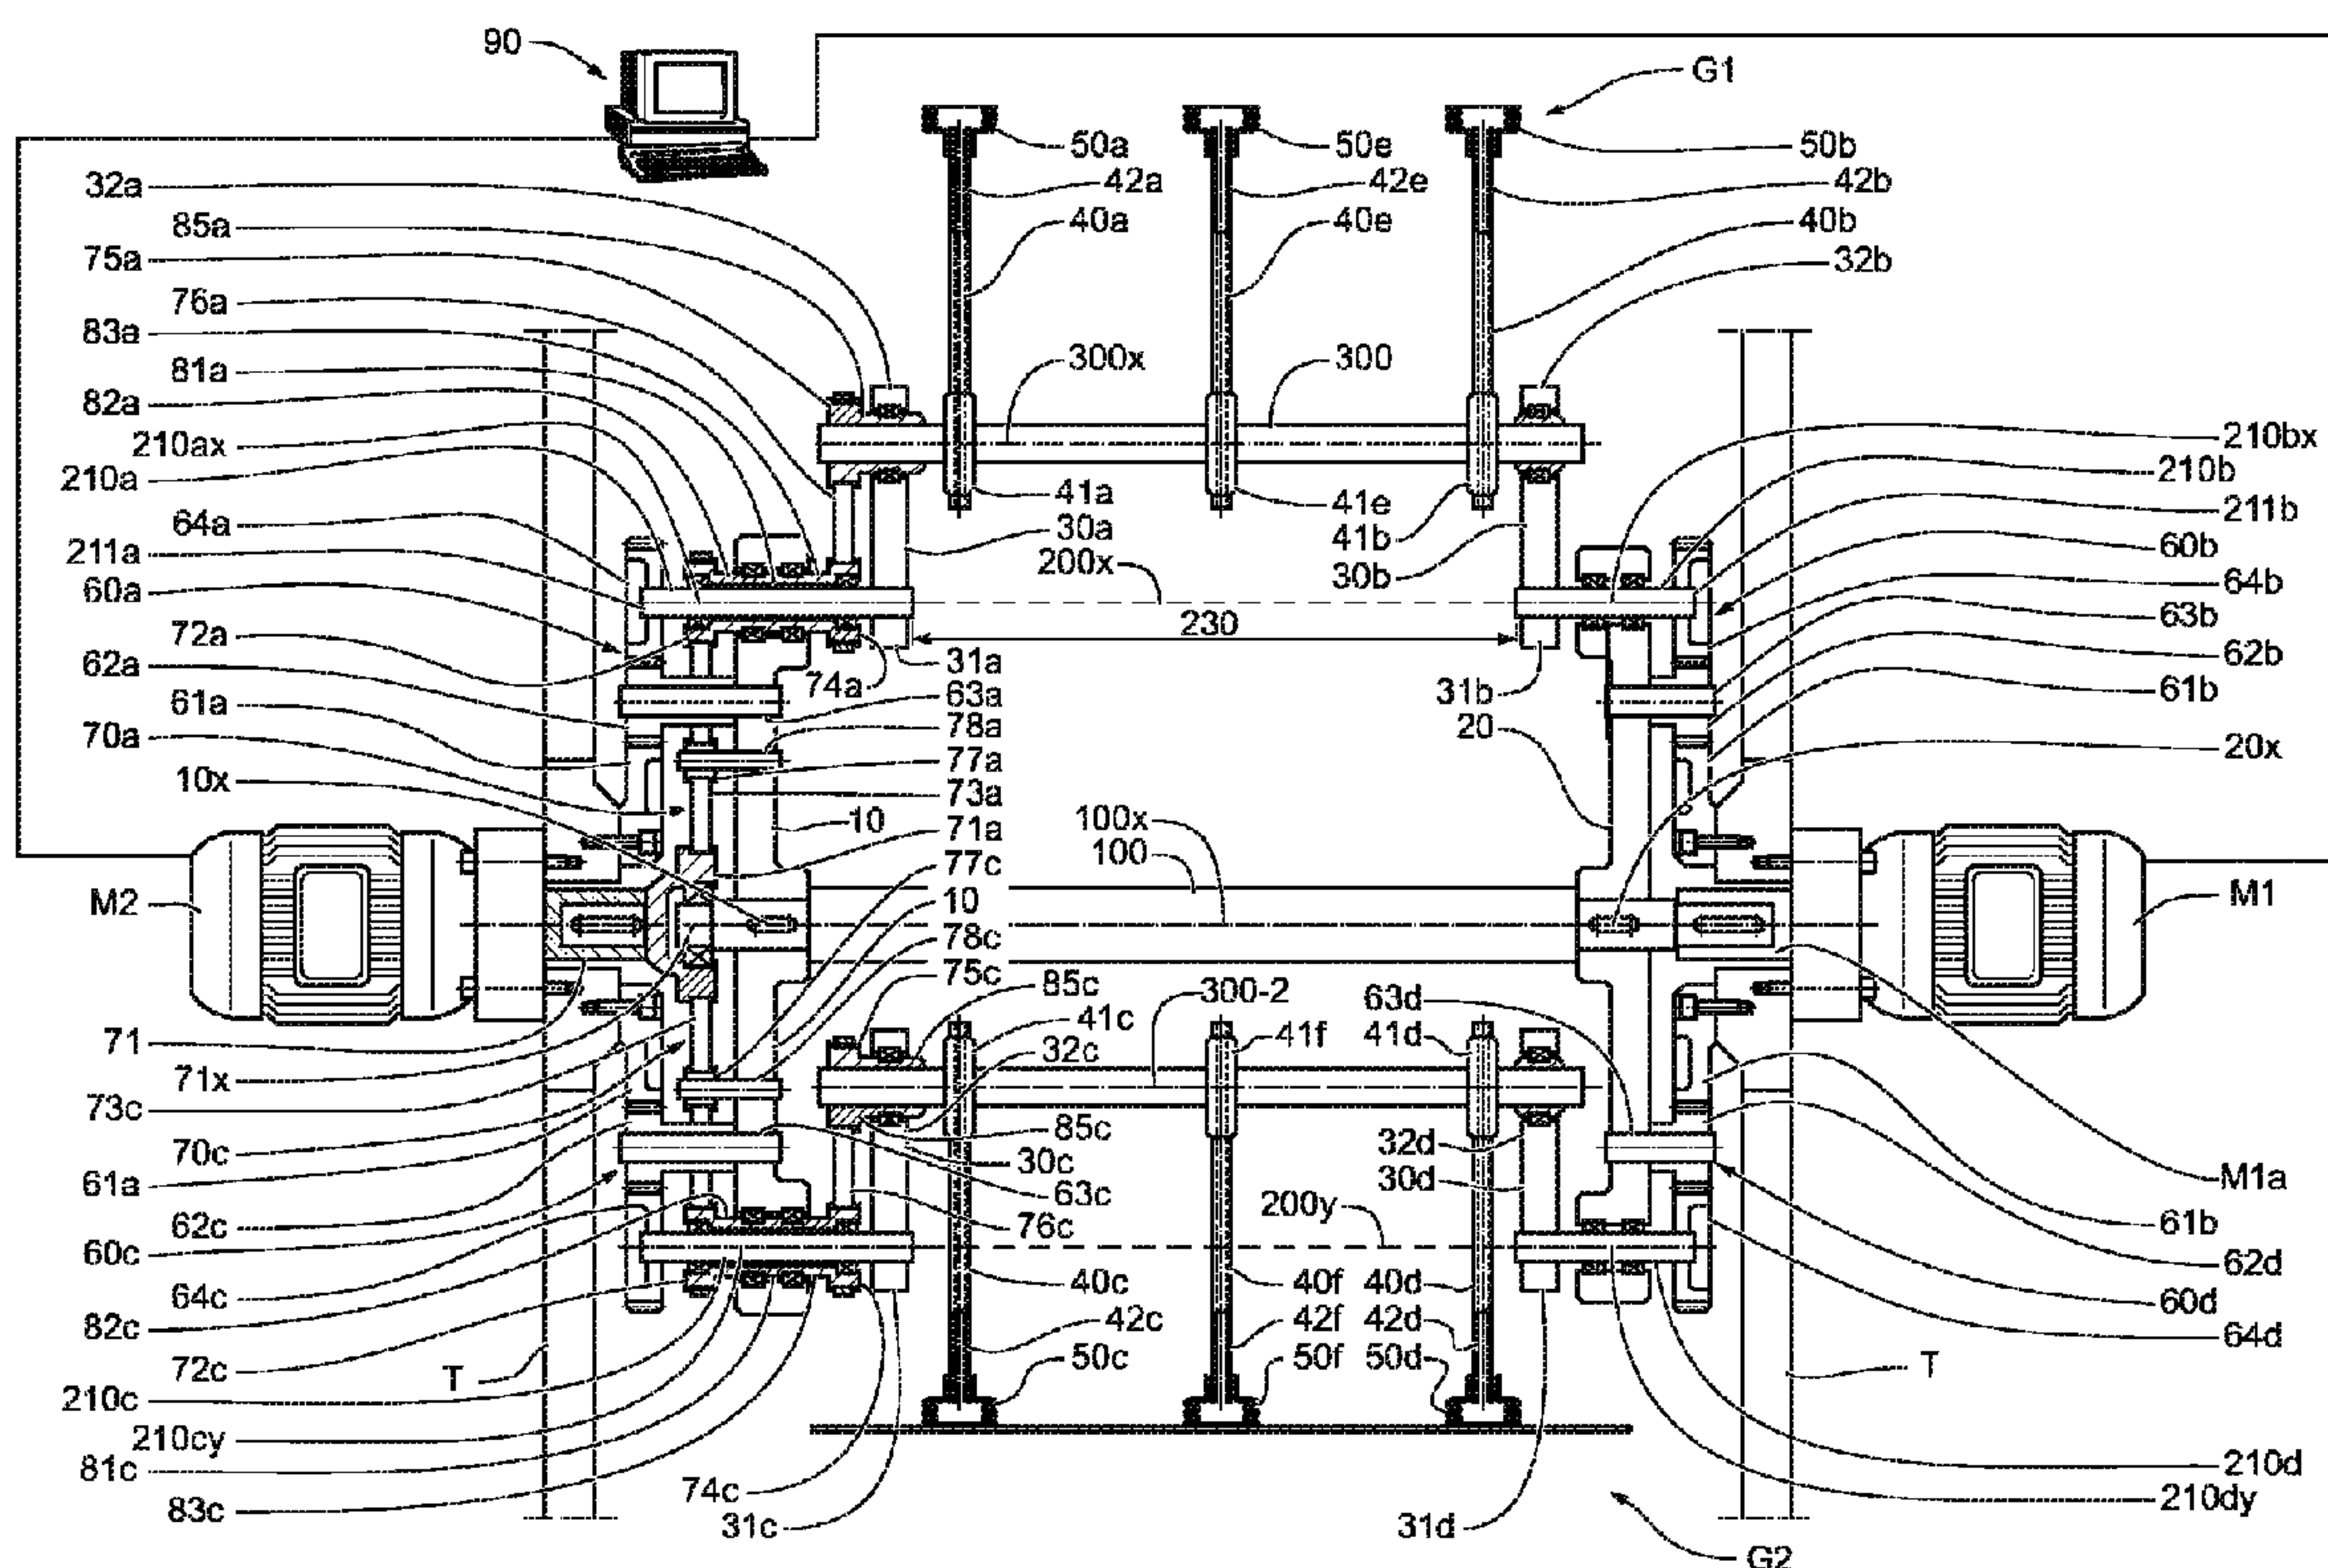 90
G1
50a
50e
50b
32a
42a
42e
42b
85a
40a
40e
40b
75a
32b
76a
83a
300x
300
81a
82a
210ax
210bx
210a
210b
41a
41e
64a
30a
41b
211b
211a
200x
30b
60b
60a
64b
72a
230
63b
62a
31a
62b
74a
63a
31b
61b
61a
78a
20
70a
77a
20x
10x
73a
10
71a
100x
100
77c
M2
10
M1
78c
75c
85c
300-2
63d
71
41c
41f
41d
71x
32c
73c
85c
32d
70c
30c
30d
M1a
61a
63c
62c
76c
200y
61b
60c
62d
64c
40c
40f
40d
60d
82c
42c
42f
42d
64d
72c
T
50c
50f
50d
T
210c
210cy
210d
81c
74c
210dy
83c
31c
31d
G2